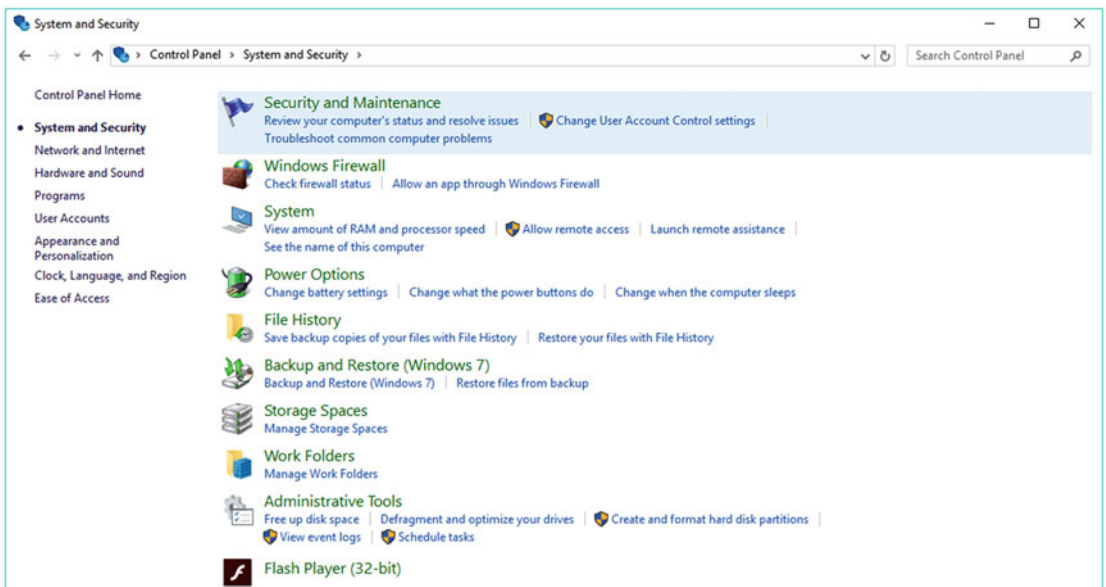 System and Security
Control Panel > System and Security >
Search Control Panel
Control Panel Home
System and Security
Network and Internet
Hardware and Sound
Programs
User Accounts
Appearance and
Personalization
Clock, Language, and Region
Ease of Access
Security and Maintenance
Review your computer's status and resolve issues | Change User Account Control settings |
Troubleshoot common computer problems
Windows Firewall
Check firewall status | Allow an app through Windows Firewall
System
View amount of RAM and processor speed | Allow remote access | Launch remote assistance |
See the name of this computer
Power Options
Change battery settings | Change what the power buttons do | Change when the computer sleeps
File History
Save backup copies of your files with File History | Restore your files with File History
Backup and Restore (Windows 7)
Backup and Restore (Windows 7) | Restore files from backup
Storage Spaces
Manage Storage Spaces
Work Folders
Manage Work Folders
Administrative Tools
Free up disk space | Defragment and optimize your drives | Create and format hard disk partitions |
View event logs | Schedule tasks
Flash Player (32-bit)